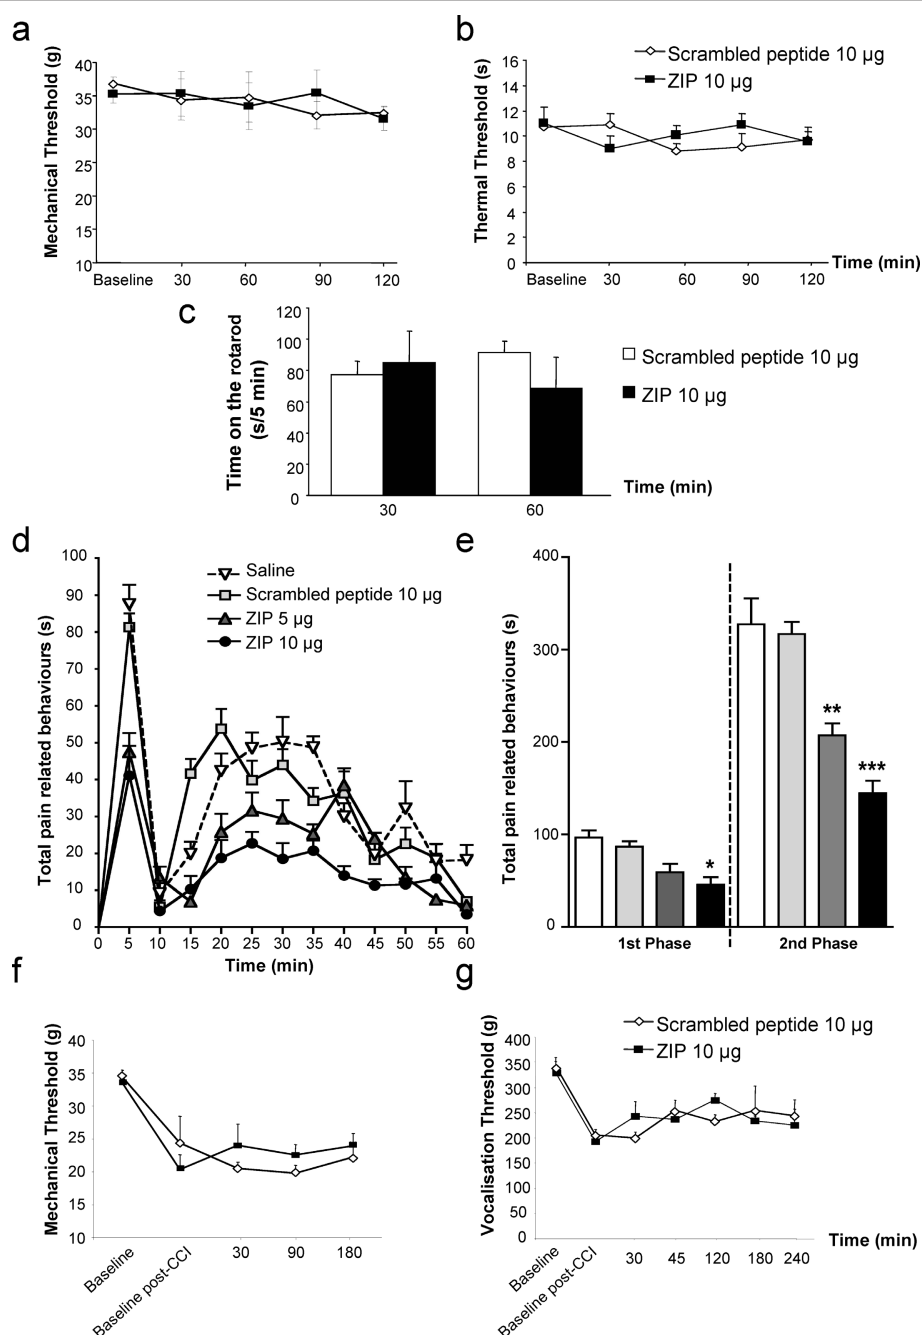 a
Mechanical Threshold (g)
40
35
30
25
20
15
10
Baseline 30 60 90 120
b
Scrambled peptide 10 µg
ZIP 10 µg
Thermal Threshold (s)
16
14
12
10
8
6
4
2
0
Baseline 30 60 90 120
Time (min)
c
Time on the rotarod
(s/5 min)
120
100
80
60
40
20
0
30 60
Time (min)
Scrambled peptide 10 µg
ZIP 10 µg
d
Total pain related behaviours (s)
100
90
80
70
60
50
40
30
20
10
0
0 5 10 15 20 25 30 35 40 45 50 55 60
Time (min)
Saline
Scrambled peptide 10 µg
ZIP 5 µg
ZIP 10 µg
e
Total pain related behaviours (s)
400
300
200
100
0
*
**
***
1st Phase 2nd Phase
f
Mechanical Threshold (g)
40
35
30
25
20
15
10
Baseline
Baseline post-CCI
30 90 180
g
Scrambled peptide 10 µg
ZIP 10 µg
Vocalisation Threshold (g)
400
350
300
250
200
150
100
50
0
Baseline
Baseline post-CCI
30 45 120 180 240
Time (min)